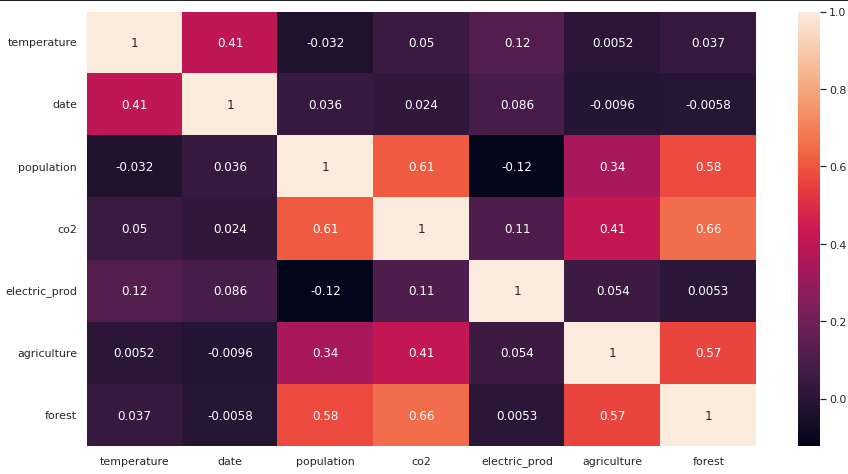 1.0
temperature 1 0.41 -0.032 0.05 0.12 0.0052 0.037
date 0.41 1 0.036 0.024 0.086 -0.0096 -0.0058
0.8
population -0.032 0.036 1 0.61 -0.12 0.34 0.58
0.6
co2 0.05 0.024 0.61 1 0.11 0.41 0.66
0.4
electric_prod 0.12 0.086 -0.12 0.11 1 0.054 0.0053
0.2
agriculture 0.0052 -0.0096 0.34 0.41 0.054 1 0.57
0.0
forest 0.037 -0.0058 0.58 0.66 0.0053 0.57 1
temperature date population co2 electric_prod agriculture forest